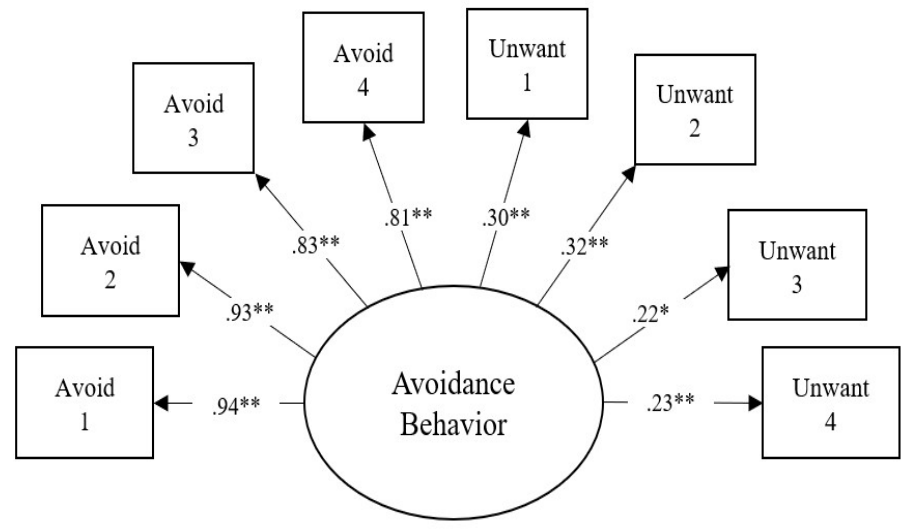 Avoid
1
.94**
Avoid
2
.93**
Avoid
3
.83**
Avoid
4
.81**
Unwant
1
.30**
Unwant
2
.32**
Unwant
3
.22*
Unwant
4
.23**
Avoidance
Behavior